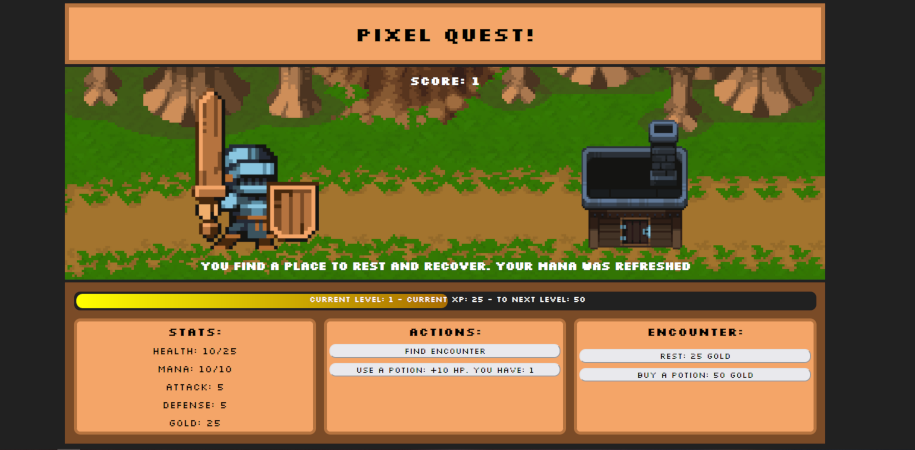 PIXEL QUEST!
SCORE: 1
YOU FIND A PLACE TO REST AND RECOVER. YOUR MANA WAS REFRESHED
CURRENT LEVEL: 1 - CURRENT XP: 25 - TO NEXT LEVEL: 50
STATS:
HEALTH: 10/25
MANA: 10/10
ATTACK: 5
DEFENSE: 5
GOLD: 25
ACTIONS:
FIND ENCOUNTER
USE A POTION: +10 HP. YOU HAVE: 1
ENCOUNTER:
REST: 25 GOLD
BUY A POTION: 50 GOLD